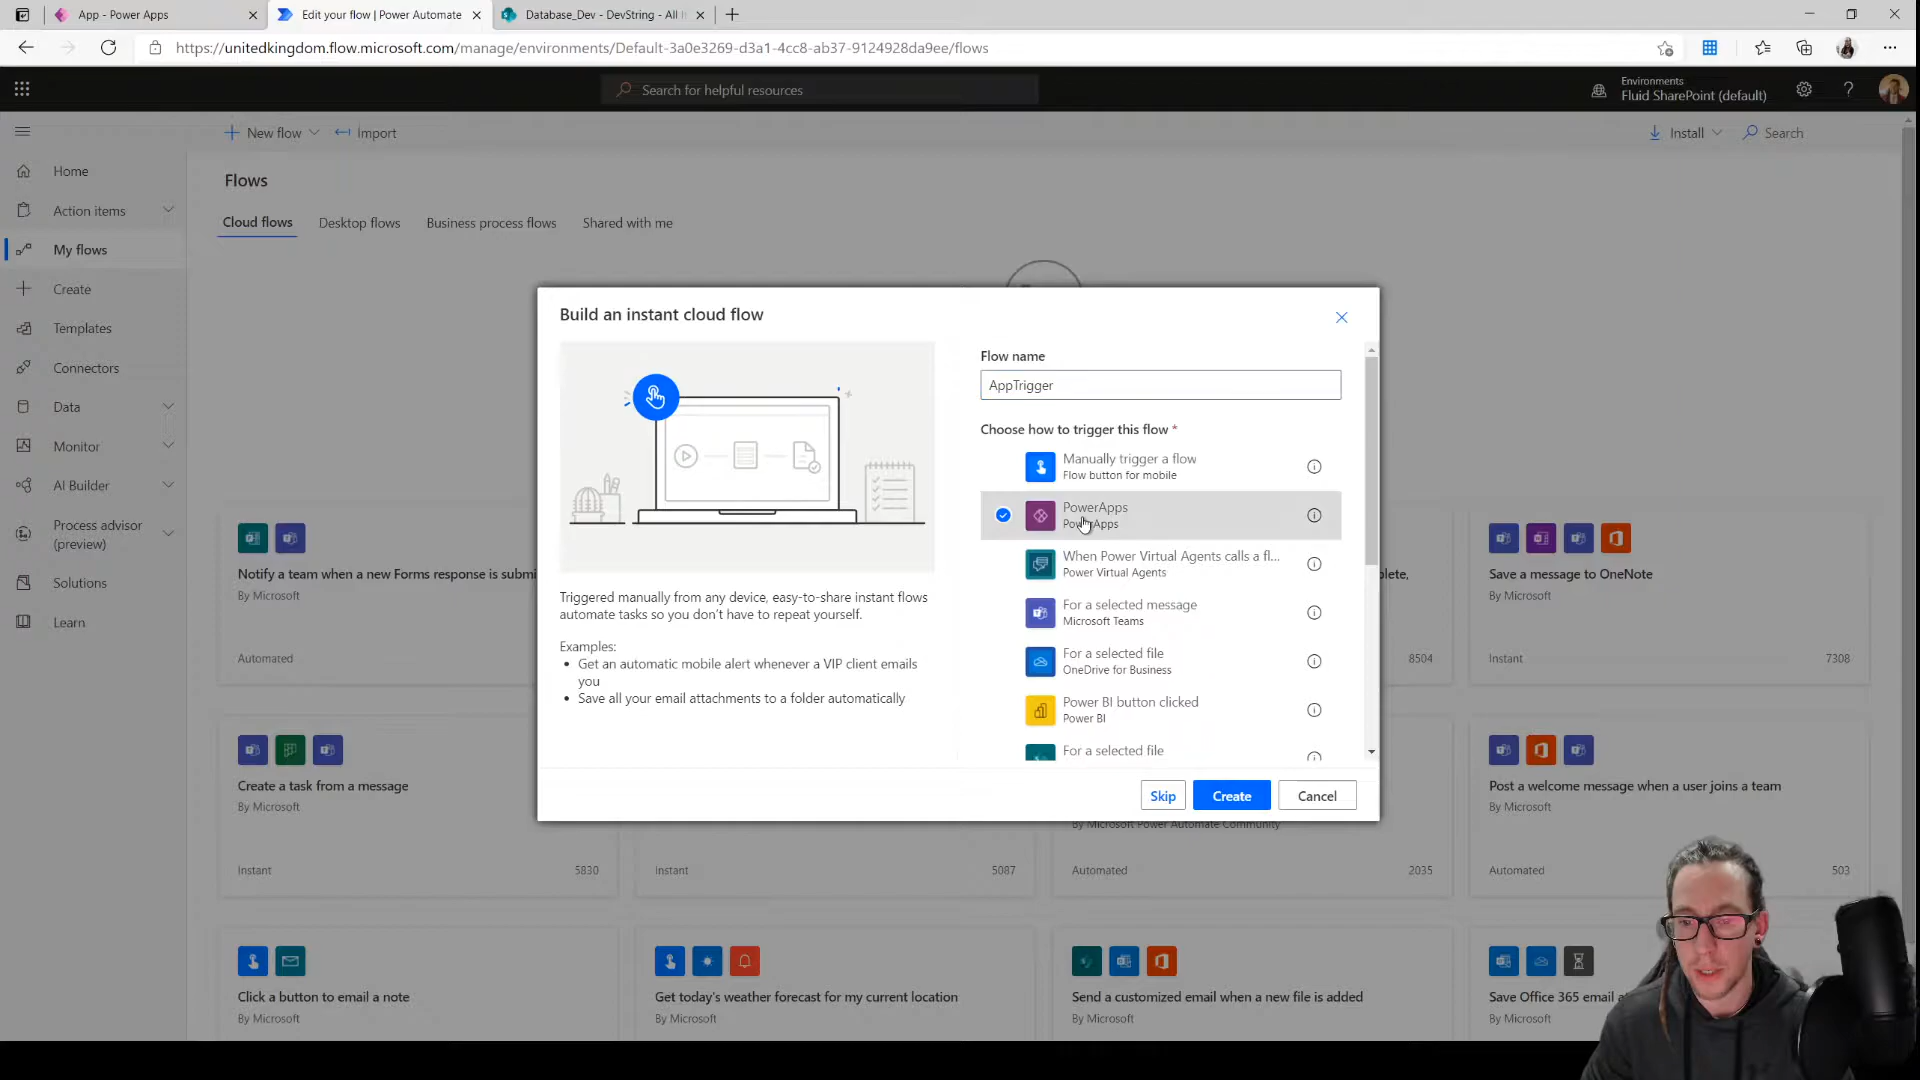 App - Power Apps
Edit your flow | Power Automate
Database_Dev - DevString - All It
https://unitedkingdom.flow.microsoft.com/manage/environments/Default-3a0e3269-d3a1-4cc8-ab37-9124928da9ee/flows
Search for helpful resources
Environments
Fluid SharePoint (default)
New flow
Import
Install
Search
Home
Action items
My flows
Create
Templates
Connectors
Data
Monitor
AI Builder
Process advisor
(preview)
Solutions
Learn
Flows
Cloud flows
Desktop flows
Business process flows
Shared with me
Build an instant cloud flow
Triggered manually from any device, easy-to-share instant flows
automate tasks so you don't have to repeat yourself.
Examples:
• Get an automatic mobile alert whenever a VIP client emails
you
• Save all your email attachments to a folder automatically
Flow name
AppTrigger
Choose how to trigger this flow *
Manually trigger a flow
Flow button for mobile
PowerApps
PowerApps
When Power Virtual Agents calls a fl...
Power Virtual Agents
For a selected message
Microsoft Teams
For a selected file
OneDrive for Business
Power BI button clicked
Power BI
For a selected file
Skip
Create
Cancel
Notify a team when a new Forms response is submi
By Microsoft
Automated
plete,
8504
Save a message to OneNote
By Microsoft
Instant
7308
Create a task from a message
By Microsoft
Instant
5830
Instant
5087
By Microsoft Power Automate Community
Automated
2035
Post a welcome message when a user joins a team
By Microsoft
Automated
503
Click a button to email a note
By Microsoft
Get today's weather forecast for my current location
By Microsoft
Send a customized email when a new file is added
By Microsoft
Save Office 365 email a
By Microsoft